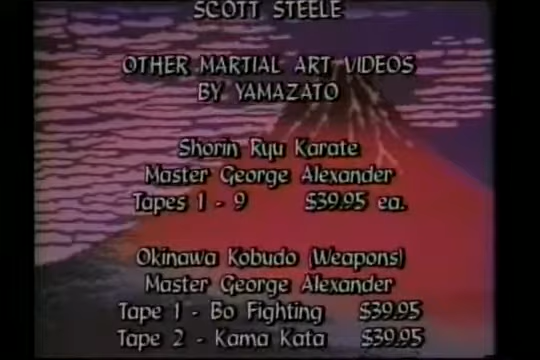 SCOTT STEELE
OTHER MARTIAL ART VIDEOS
BY YAMAZATO
Shorin Ryu Karate
Master George Alexander
Tapes 1 - 9 $39.95 ea.
Okinawa Kobudo (Weapons)
Master George Alexander
Tape 1 - Bo Fighting $39.95
Tape 2 - Kama Kata $39.95